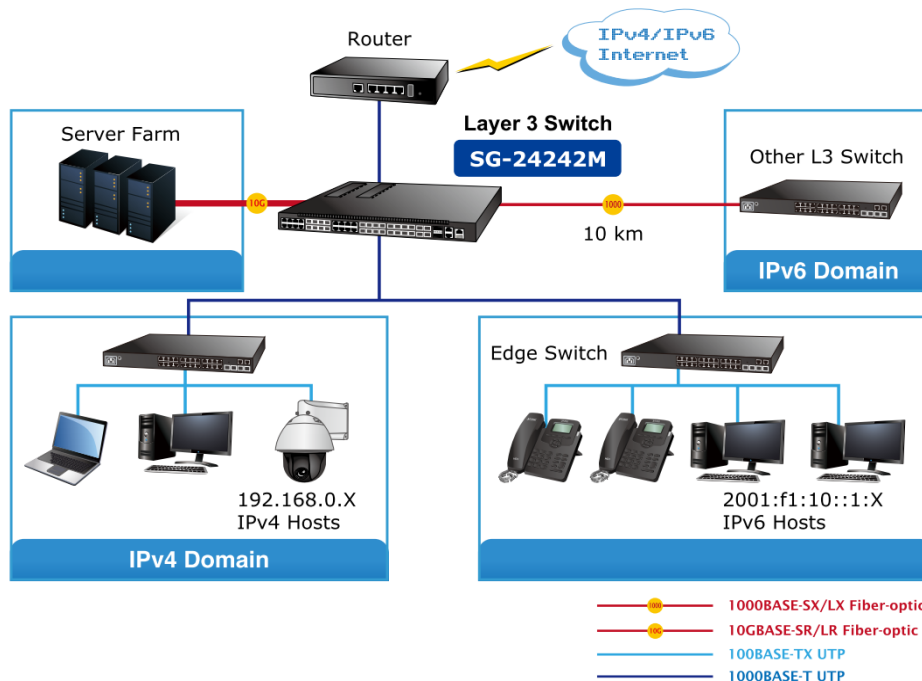 Router
IPv4/IPv6
Internet
Server Farm
Layer 3 Switch
SG-24242M
Other L3 Switch
10G
1000
10 km
IPv6 Domain
Edge Switch
192.168.0.X
IPv4 Hosts
2001:f1:10::1:X
IPv6 Hosts
IPv4 Domain
1000 1000BASE-SX/LX Fiber-optic
10G 10GBASE-SR/LR Fiber-optic
100BASE-TX UTP
1000BASE-T UTP